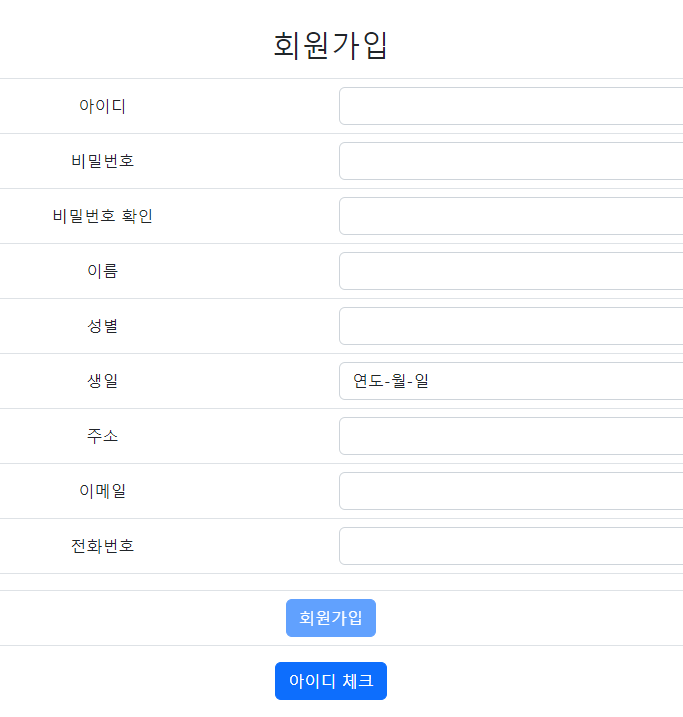 회원가입
아이디
비밀번호
비밀번호 확인
이름
성별
생일 연도-월-일
주소
이메일
전화번호
회원가입
아이디 체크